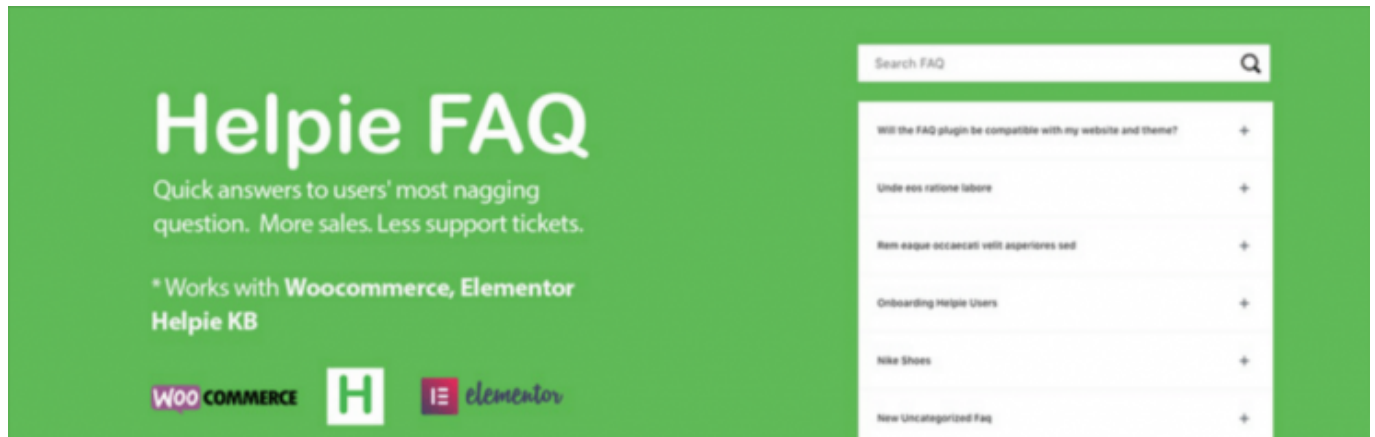 Helpie FAQ
Quick answers to users' most nagging
question. More sales. Less support tickets.
* Works with Woocommerce, Elementor
Helpie KB
WOO COMMERCE
H
elementor
Search FAQ
Will the FAQ plugin be compatible with my website and theme?
Unde eos ratione labore
Rem eaque occaecati velit asperiores sed
Onboarding Helpie Users
Nike Shoes
New Uncategorized Faq